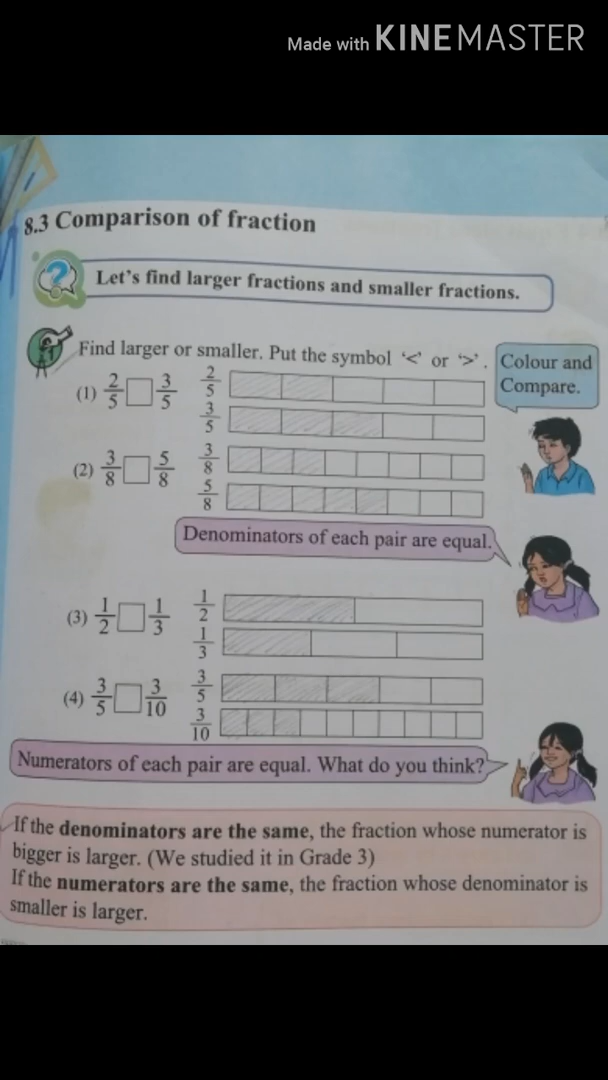 Made with KINEMASTER
8.3 Comparison of fraction
Let's find larger fractions and smaller fractions.
Find larger or smaller. Put the symbol '<' or '>'.
Colour and
Compare.
(1) 2/5 □ 3/5
2/5
3/5
(2) 3/8 □ 5/8
3/8
5/8
Denominators of each pair are equal.
(3) 1/2 □ 1/3
1/2
1/3
(4) 3/5 □ 3/10
3/5
3/10
Numerators of each pair are equal. What do you think?
If the denominators are the same, the fraction whose numerator is
bigger is larger. (We studied it in Grade 3)
If the numerators are the same, the fraction whose denominator is
smaller is larger.